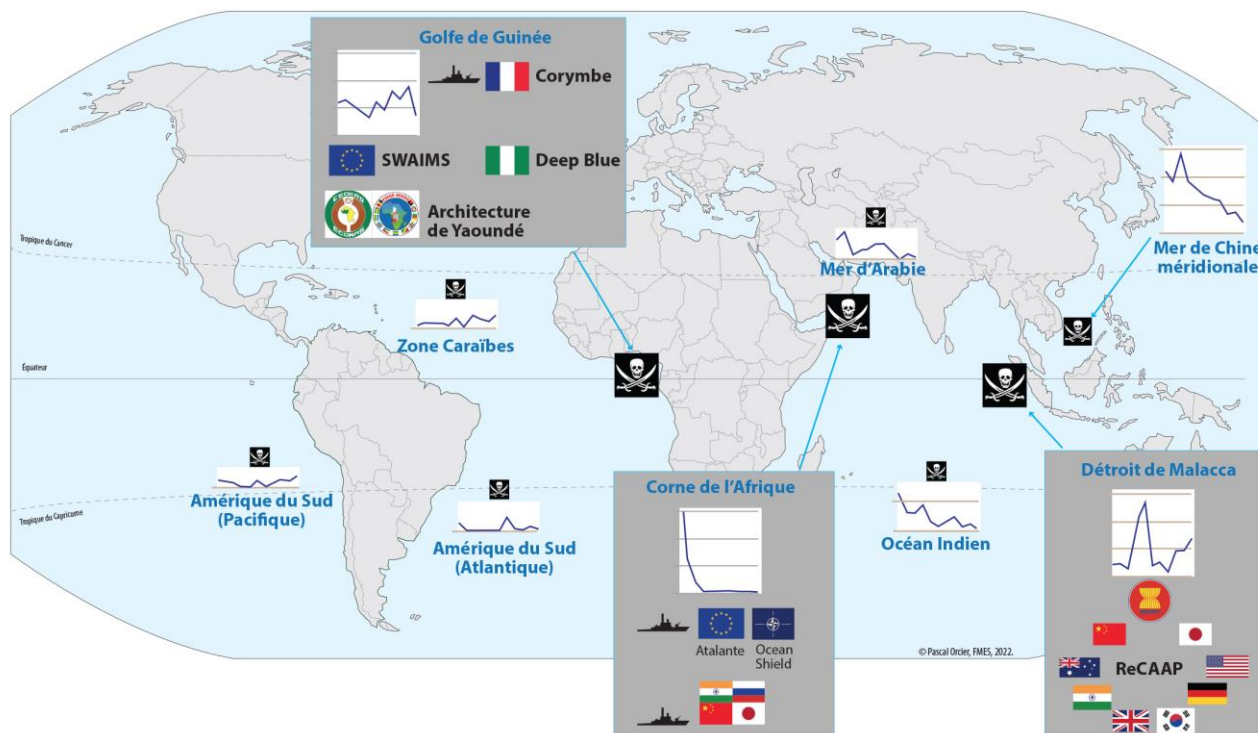 Golfe de Guinée
Corymbe
SWAIMS
Deep Blue
Architecture
de Yaoundé
Tropique du Cancer
Mer d'Arabie
Mer de Chine
méridionale
Zone Caraïbes
Équateur
Amérique du Sud
(Pacifique)
Tropique du Capricorne
Amérique du Sud
(Atlantique)
Corne de l'Afrique
Atalante
Ocean
Shield
Océan Indien
Détroit de Malacca
ReCAAP
© Pascal Orcier, FMES, 2022.